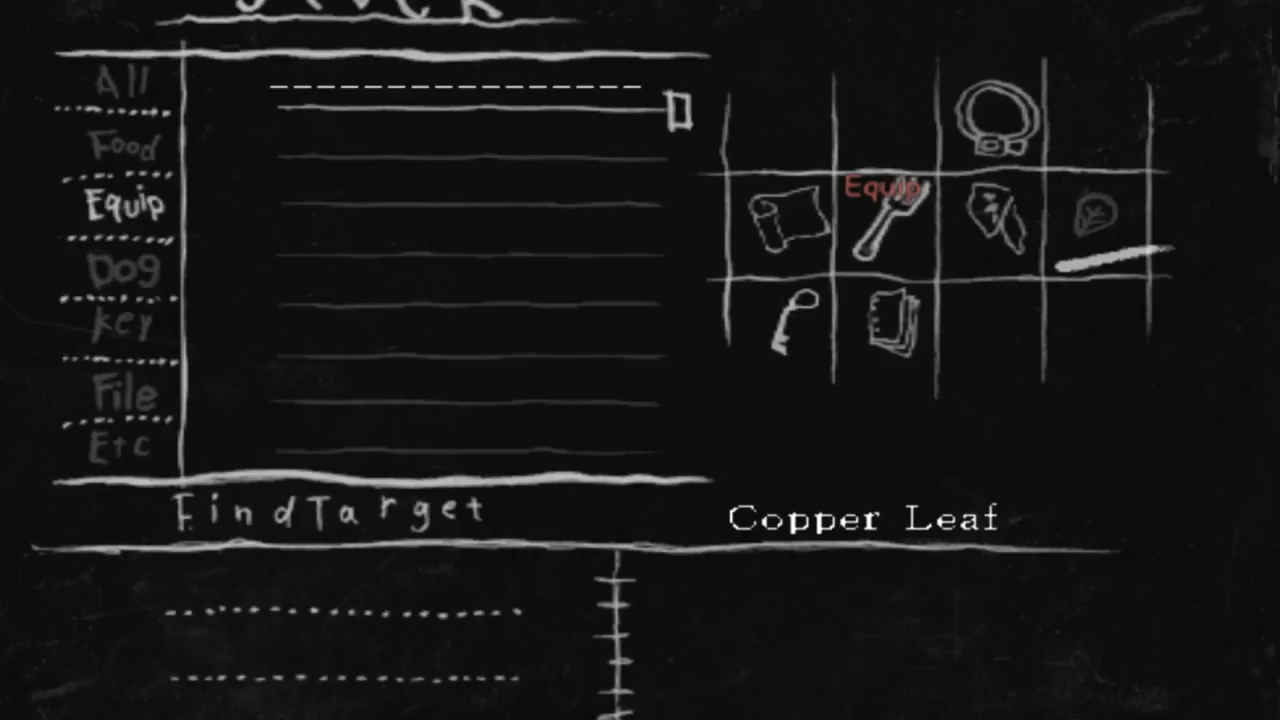 All
Food
Equip
Dog
Key
File
Etc
Equip
FindTarget
Copper Leaf